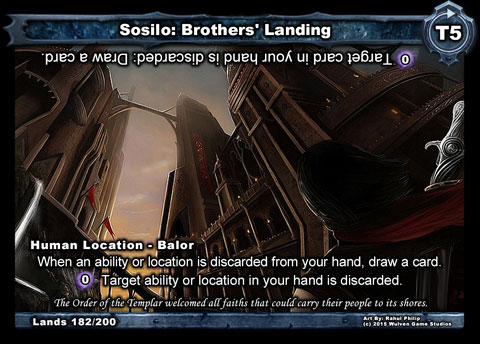 Sosilo: Brothers' Landing
T5
0 Target card in your hand is discarded: Draw a card.
Human Location - Balor
When an ability or location is discarded from your hand, draw a card.
0 Target ability or location in your hand is discarded.
The Order of the Templar welcomed all faiths that could carry their people to its shores.
Lands 182/200
Art By: Rahul Philip
(c) 2015 Wulven Game Studios